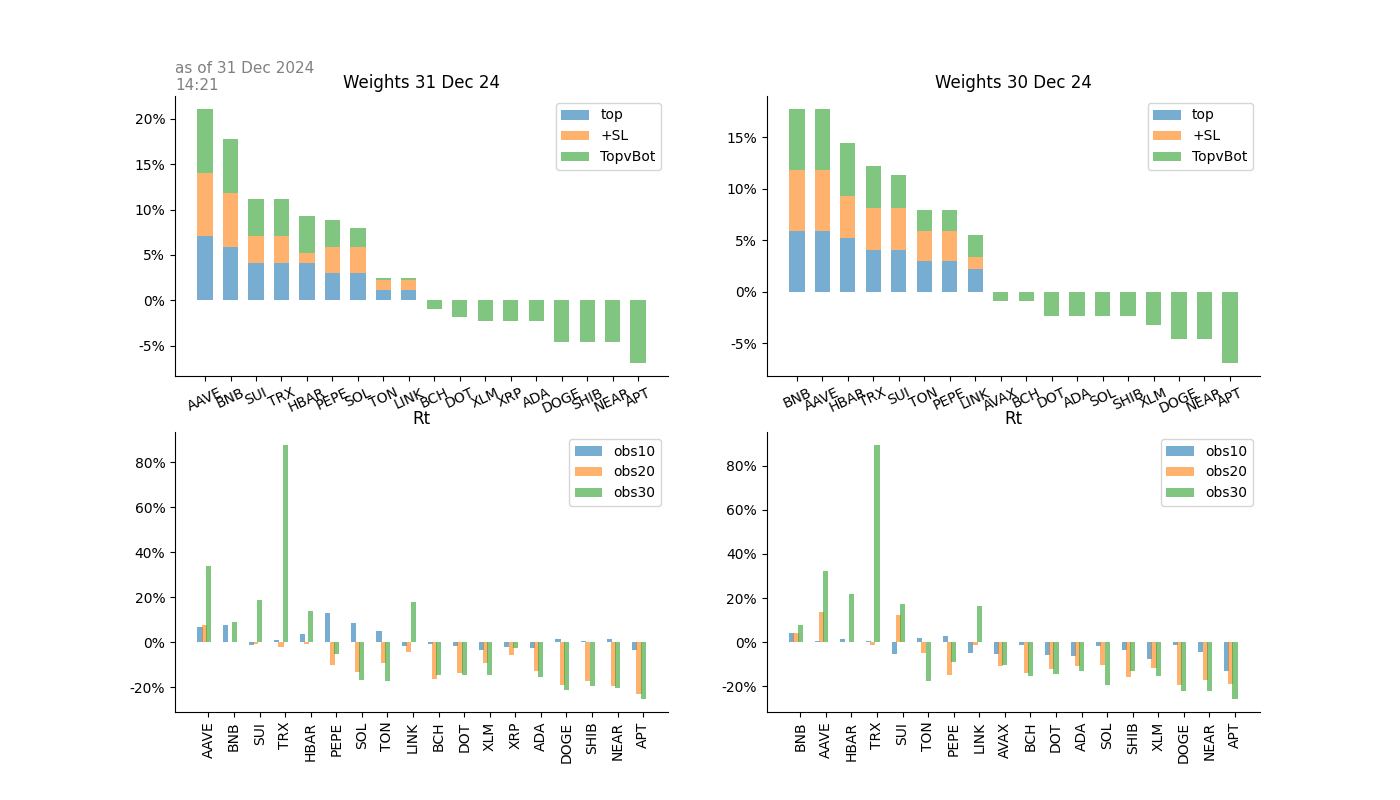 as of 31 Dec 2024
14:21
Weights 31 Dec 24
20%
15%
10%
5%
0%
-5%
top
+SL
TopvBot
AAVE BNB SUI TRX HBAR PEPE SOL TON LINK BCH DOT XLM XRP ADA DOGE SHIB NEAR APT
Weights 30 Dec 24
15%
10%
5%
0%
-5%
top
+SL
TopvBot
BNB AAVE HBAR TRX SUI TON PEPE LINK AVAX BCH DOT ADA SOL SHIB XLM DOGE NEAR APT
Rt
80%
60%
40%
20%
0%
-20%
obs10
obs20
obs30
AAVE BNB SUI TRX HBAR PEPE SOL TON LINK BCH DOT XLM XRP ADA DOGE SHIB NEAR APT
Rt
80%
60%
40%
20%
0%
-20%
obs10
obs20
obs30
BNB AAVE HBAR TRX SUI TON PEPE LINK AVAX BCH DOT ADA SOL SHIB XLM DOGE NEAR APT